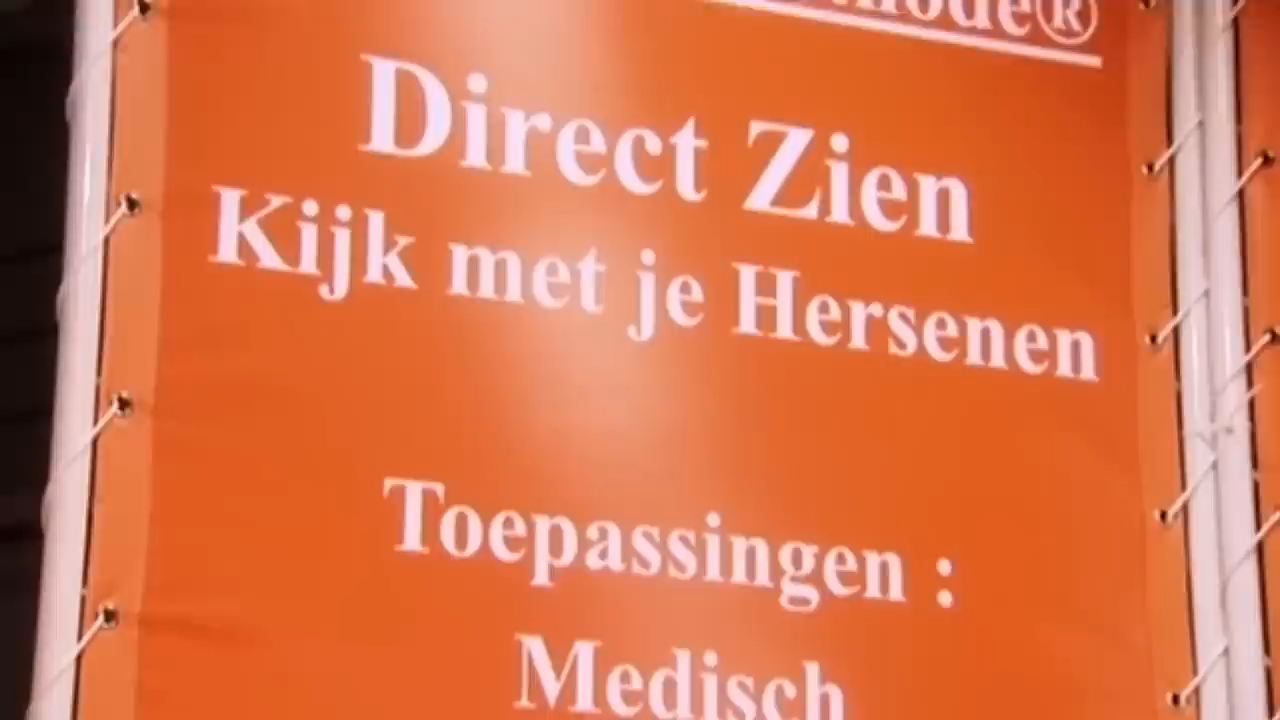 Direct Zien
Kijk met je Hersenen
Toepassingen :
Medisch